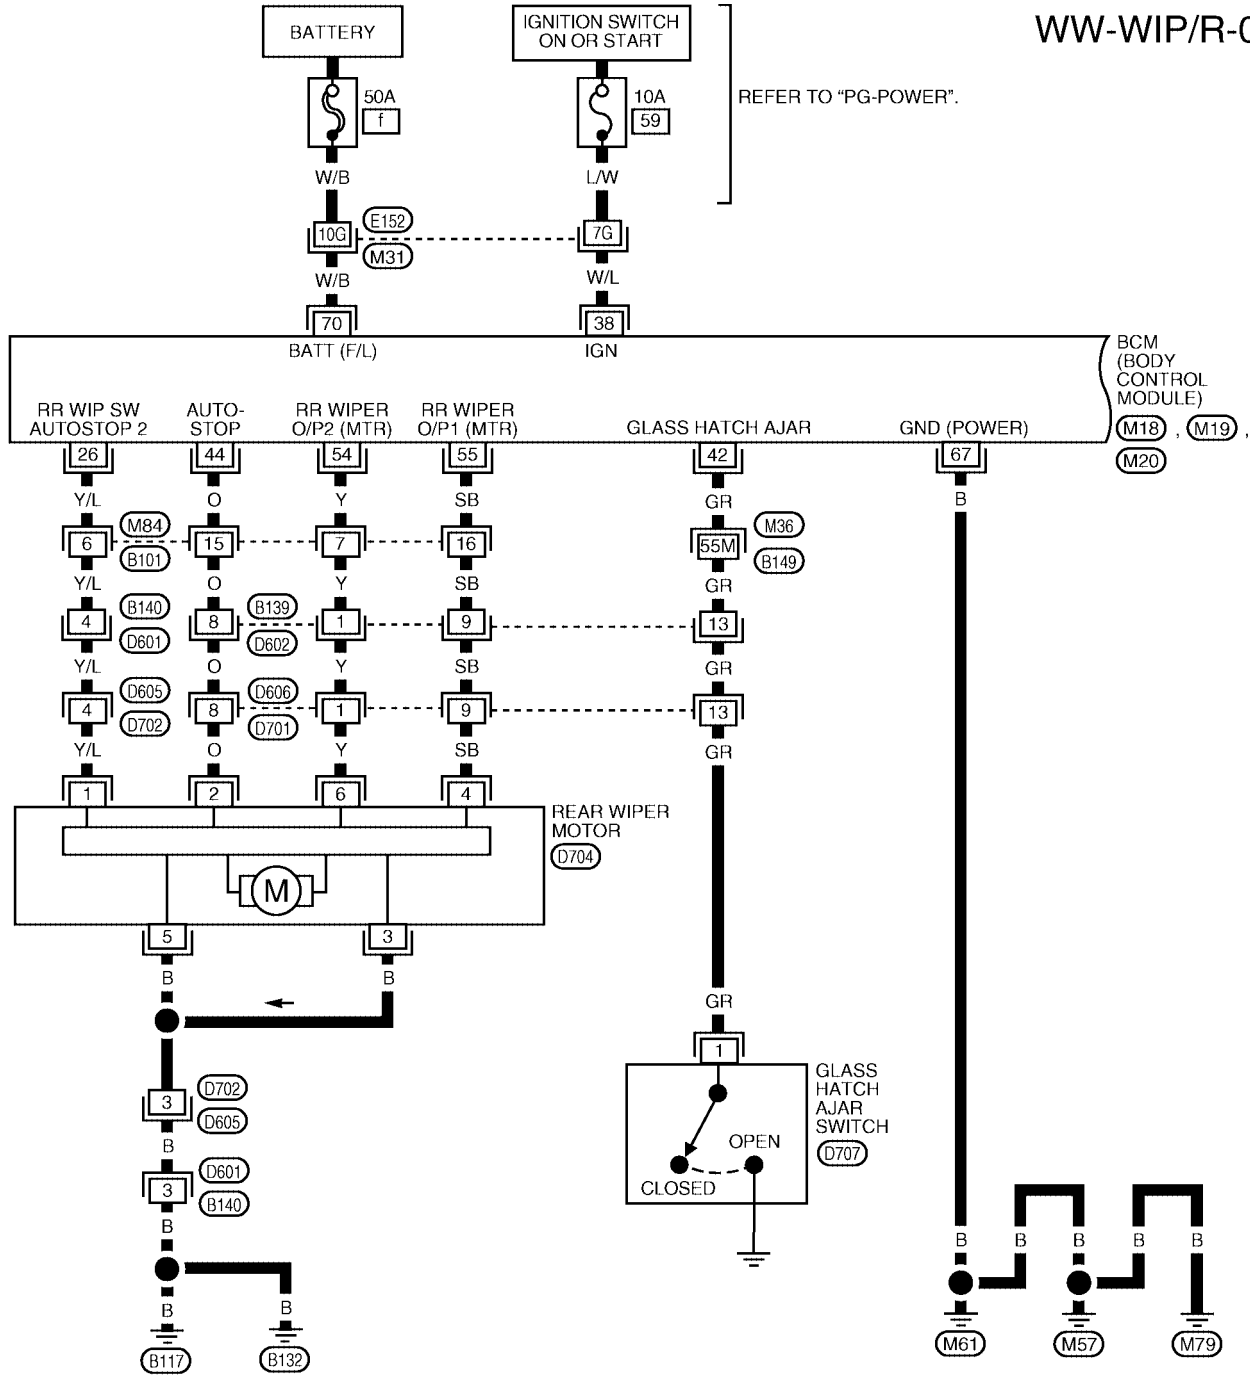 WW-WIP/R-0
BATTERY
IGNITION SWITCH
ON OR START
50A
f
10A
59
REFER TO “PG-POWER”.
W/B
L/W
10G
E152
M31
7G
W/B
W/L
70
38
BATT (F/L)
IGN
BCM
(BODY
CONTROL
MODULE)
M18 , M19 ,
M20
RR WIP SW
AUTOSTOP 2
AUTO-
STOP
RR WIPER
O/P2 (MTR)
RR WIPER
O/P1 (MTR)
GLASS HATCH AJAR
GND (POWER)
26
44
54
55
42
67
Y/L
O
Y
SB
GR
B
6
M84
B101
15
7
16
55M
M36
B149
Y/L
O
Y
SB
GR
4
B140
D601
8
B139
D602
1
9
13
Y/L
O
Y
SB
GR
4
D605
D702
8
D606
D701
1
9
13
Y/L
O
Y
SB
GR
1
2
6
4
REAR WIPER
MOTOR
D704
M
5
3
B
B
GR
1
GLASS
HATCH
AJAR
SWITCH
D707
OPEN
CLOSED
3
D702
D605
B
3
D601
B140
B
B
B
B117
B132
B
B
B
B
B
M61
M57
M79